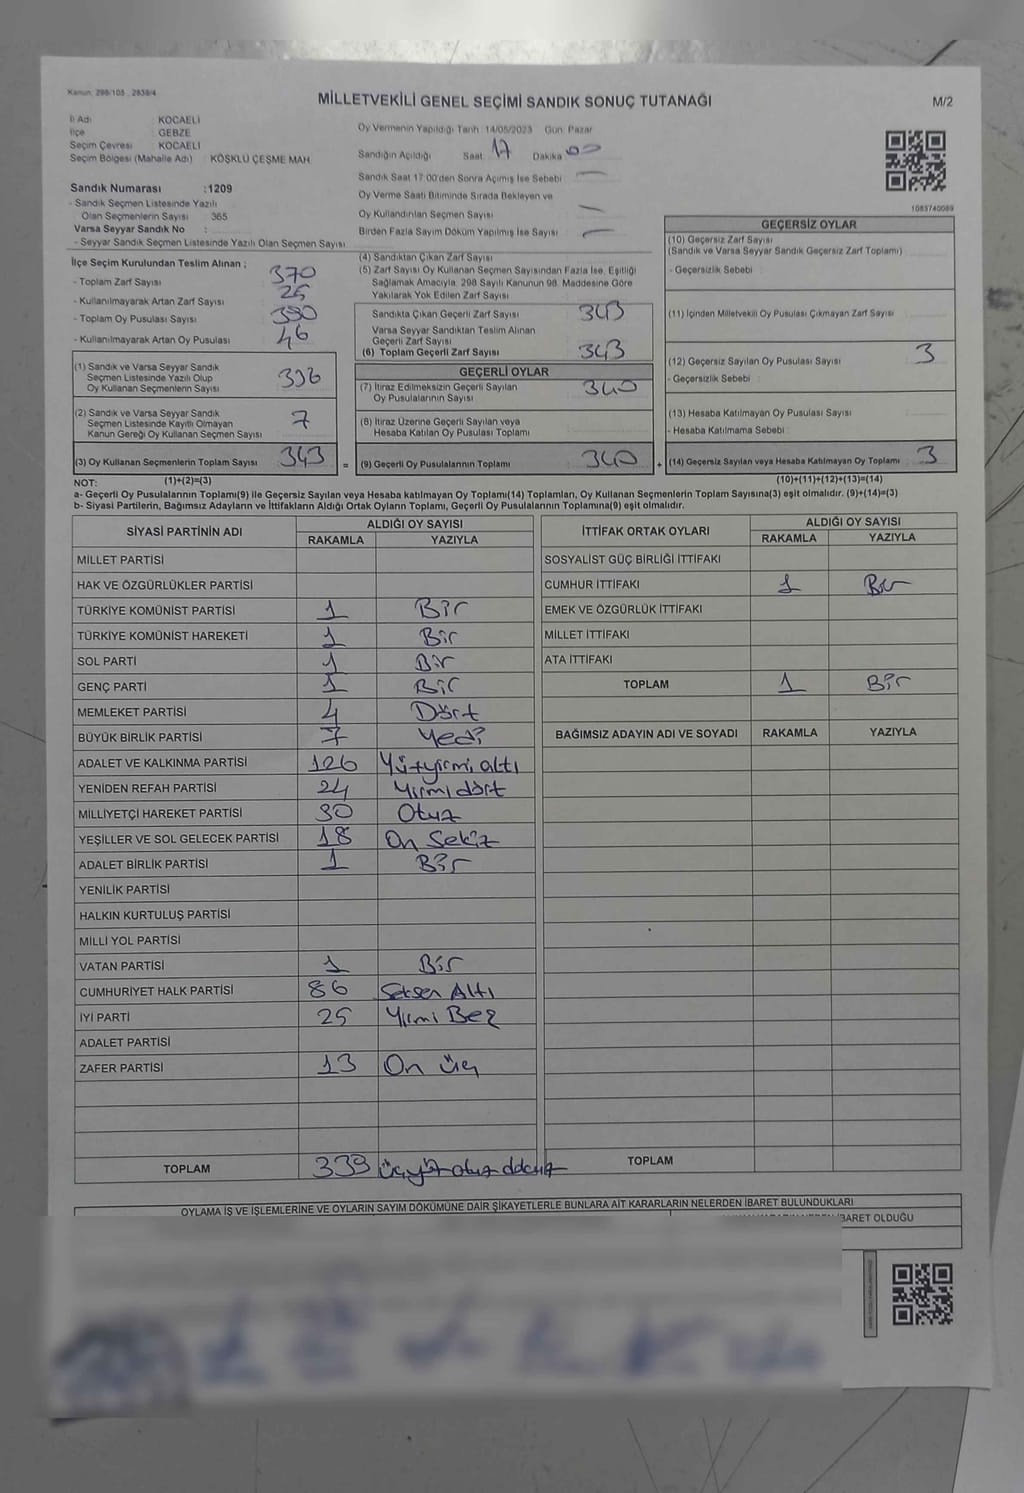 Kanun: 298/105 2839/4
MİLLETVEKİLİ GENEL SEÇİMİ SANDIK SONUÇ TUTANAĞI
M/2
İl Adı KOCAELİ
İlçe GEBZE
Seçim Çevresi KOCAELİ
Seçim Bölgesi (Mahalle Adı) KÖŞKLÜ ÇEŞME MAH
Sandık Numarası :1209
- Sandık Seçmen Listesinde Yazılı
Olan Seçmenlerin Sayısı 365
Varsa Seyyar Sandık No :
- Seyyar Sandık Seçmen Listesinde Yazılı Olan Seçmen Sayısı
Oy Vermenin Yapıldığı Tarih 14/05/2023 Gün: Pazar
Sandığın Açıldığı Saat 17 Dakika 00
Sandık Saat 17:00'den Sonra Açımış İse Sebebi
Oy Verme Saati Bitiminde Sırada Bekleyen ve
Oy Kullandırılan Seçmen Sayısı
Birden Fazla Sayım Döküm Yapılmış İse Sayısı
1083740089
İlçe Seçim Kurulundan Teslim Alınan ;
- Toplam Zarf Sayısı 370
- Kullanılmayarak Artan Zarf Sayısı
- Toplam Oy Pusulası Sayısı 390
- Kullanılmayarak Artan Oy Pusulası 46
(1) Sandık ve Varsa Seyyar Sandık
Seçmen Listesinde Yazılı Olup
Oy Kullanan Seçmenlerin Sayısı 336
(2) Sandık ve Varsa Seyyar Sandık
Seçmen Listesinde Kayıtlı Olmayan
Kanun Gereği Oy Kullanan Seçmen Sayısı 7
(3) Oy Kullanan Seçmenlerin Toplam Sayısı 343
(4) Sandıktan Çıkan Zarf Sayısı
(5) Zarf Sayısı Oy Kullanan Seçmen Sayısından Fazla İse, Eşitliği
Sağlamak Amacıyla, 298 Sayılı Kanunun 98. Maddesine Göre
Yakılarak Yok Edilen Zarf Sayısı
Sandıkta Çıkan Geçerli Zarf Sayısı 343
Varsa Seyyar Sandıktan Teslim Alınan
Geçerli Zarf Sayısı
(6) Toplam Geçerli Zarf Sayısı 343
GEÇERLİ OYLAR
(7) İtiraz Edilmeksizin Geçerli Sayılan
Oy Pusulalarının Sayısı 340
(8) İtiraz Üzerine Geçerli Sayılan veya
Hesaba Katılan Oy Pusulası Toplamı
= (9) Geçerli Oy Pusulalarının Toplamı 340
GEÇERSİZ OYLAR
(10) Geçersiz Zarf Sayısı
(Sandık ve Varsa Seyyar Sandık Geçersiz Zarf Toplamı)
- Geçersizlik Sebebi
(11) İçinden Milletvekili Oy Pusulası Çıkmayan Zarf Sayısı
(12) Geçersiz Sayılan Oy Pusulası Sayısı 3
- Geçersizlik Sebebi
(13) Hesaba Katılmayan Oy Pusulası Sayısı
- Hesaba Katılmama Sebebi
+ (14) Geçersiz Sayılan veya Hesaba Katılmayan Oy Toplamı 3
NOT: (1)+(2)=(3)
(10)+(11)+(12)+(13)=(14)
a- Geçerli Oy Pusulalarının Toplamı(9) ile Geçersiz Sayılan veya Hesaba katılmayan Oy Toplamı(14) Toplamları, Oy Kullanan Seçmenlerin Toplam Sayısına(3) eşit olmalıdır. (9)+(14)=(3)
b- Siyasi Partilerin, Bağımsız Adayların ve İttifakların Aldığı Ortak Oyların Toplamı, Geçerli Oy Pusulalarının Toplamına(9) eşit olmalıdır.
SİYASİ PARTİNİN ADI ALDIĞI OY SAYISI
RAKAMLA YAZIYLA
MİLLET PARTİSİ
HAK VE ÖZGÜRLÜKLER PARTİSİ
TÜRKİYE KOMÜNİST PARTİSİ 1 Bir
TÜRKİYE KOMÜNİST HAREKETİ 1 Bir
SOL PARTİ 1 Bir
GENÇ PARTİ 1 Bir
MEMLEKET PARTİSİ 4 Dört
BÜYÜK BİRLİK PARTİSİ 7 Yedi
ADALET VE KALKINMA PARTİSİ 126 Yüzyirmi altı
YENİDEN REFAH PARTİSİ 24 Yirmi dört
MİLLİYETÇİ HAREKET PARTİSİ 30 Otuz
YEŞİLLER VE SOL GELECEK PARTİSİ 18 On Sekiz
ADALET BİRLİK PARTİSİ 1 Bir
YENİLİK PARTİSİ
HALKIN KURTULUŞ PARTİSİ
MİLLİ YOL PARTİSİ
VATAN PARTİSİ 1 Bir
CUMHURİYET HALK PARTİSİ 86 Seksen Altı
İYİ PARTİ 25 Yirmi Beş
ADALET PARTİSİ
ZAFER PARTİSİ 13 On üç
TOPLAM 339 üçyüz otuz dokuz
İTTİFAK ORTAK OYLARI ALDIĞI OY SAYISI
RAKAMLA YAZIYLA
SOSYALİST GÜÇ BİRLİĞİ İTTİFAKI
CUMHUR İTTİFAKI 1 Bir
EMEK VE ÖZGÜRLÜK İTTİFAKI
MİLLET İTTİFAKI
ATA İTTİFAKI
TOPLAM 1 Bir
BAĞIMSIZ ADAYIN ADI VE SOYADI RAKAMLA YAZIYLA
TOPLAM
OYLAMA İŞ VE İŞLEMLERİNE VE OYLARIN SAYIM DÖKÜMÜNE DAİR ŞİKAYETLERLE BUNLARA AİT KARARLARIN NELERDEN İBARET BULUNDUKLARI
BARET OLDUĞU